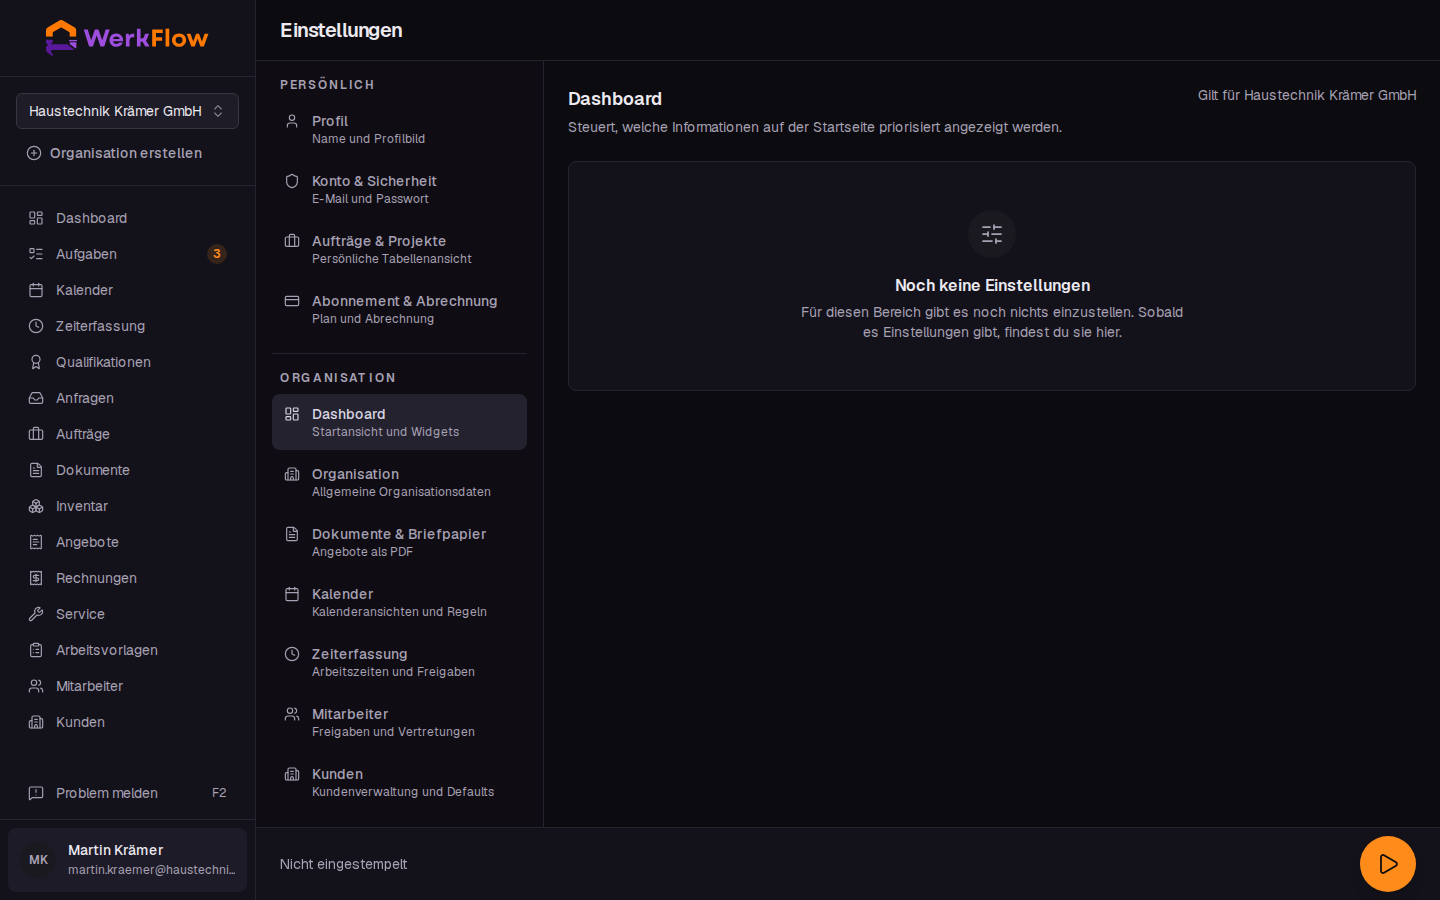 WerkFlow
Haustechnik Krämer GmbH
Organisation erstellen
Dashboard
Aufgaben
3
Kalender
Zeiterfassung
Qualifikationen
Anfragen
Aufträge
Dokumente
Inventar
Angebote
Rechnungen
Service
Arbeitsvorlagen
Mitarbeiter
Kunden
Problem melden
F2
MK
Martin Krämer
martin.kraemer@haustechni...
Einstellungen
PERSÖNLICH
Profil
Name und Profilbild
Konto & Sicherheit
E-Mail und Passwort
Aufträge & Projekte
Persönliche Tabellenansicht
Abonnement & Abrechnung
Plan und Abrechnung
ORGANISATION
Dashboard
Startansicht und Widgets
Organisation
Allgemeine Organisationsdaten
Dokumente & Briefpapier
Angebote als PDF
Kalender
Kalenderansichten und Regeln
Zeiterfassung
Arbeitszeiten und Freigaben
Mitarbeiter
Freigaben und Vertretungen
Kunden
Kundenverwaltung und Defaults
Dashboard
Gilt für Haustechnik Krämer GmbH
Steuert, welche Informationen auf der Startseite priorisiert angezeigt werden.
Noch keine Einstellungen
Für diesen Bereich gibt es noch nichts einzustellen. Sobald
es Einstellungen gibt, findest du sie hier.
Nicht eingestempelt